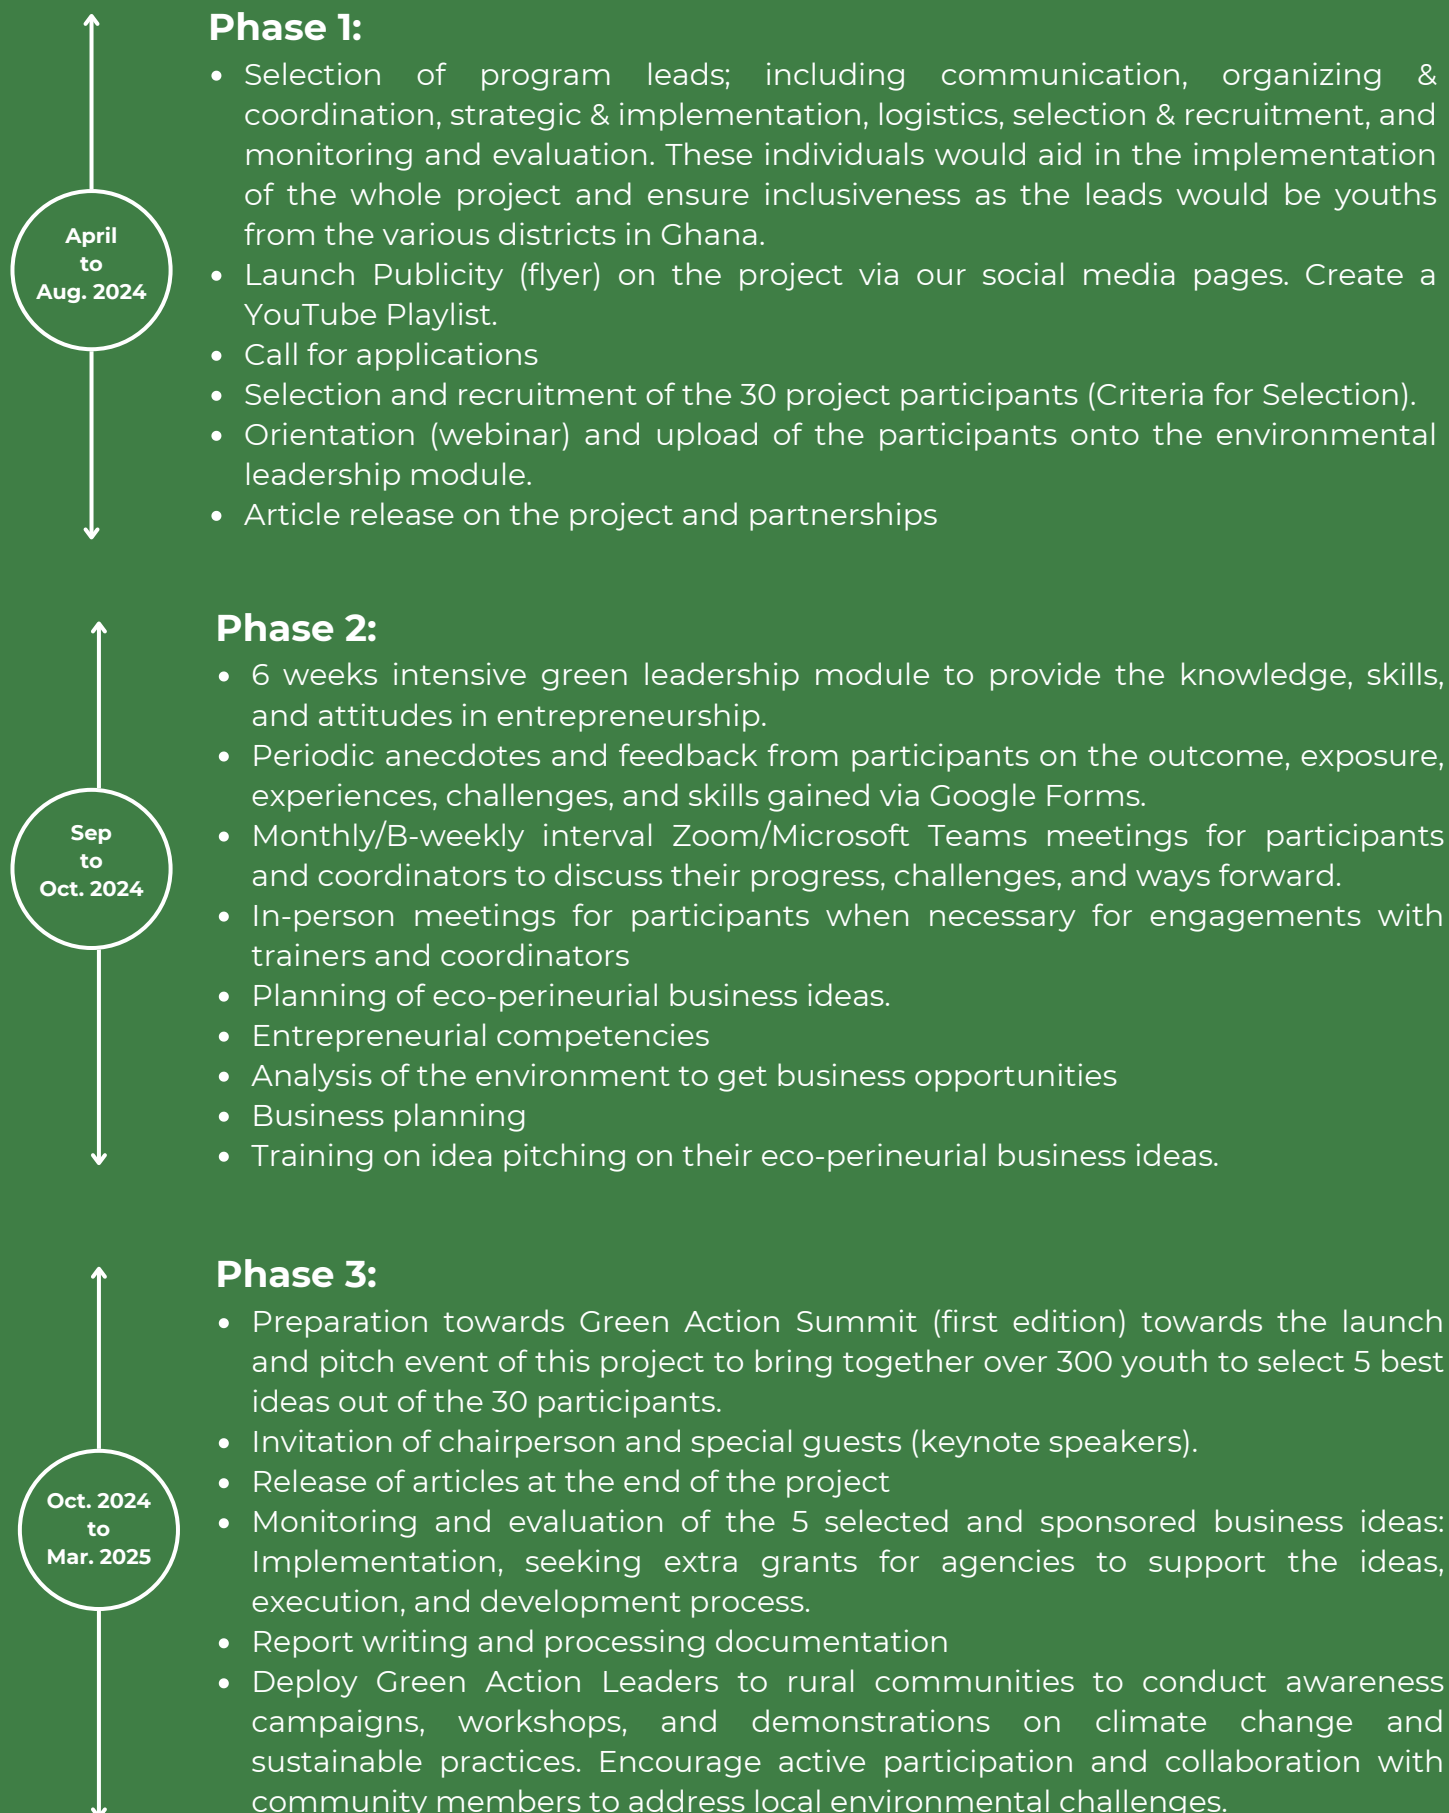 Phase 1:
• Selection of program leads; including communication, organizing &
coordination, strategic & implementation, logistics, selection & recruitment, and
monitoring and evaluation. These individuals would aid in the implementation
of the whole project and ensure inclusiveness as the leads would be youths
from the various districts in Ghana.
• Launch Publicity (flyer) on the project via our social media pages. Create a
YouTube Playlist.
• Call for applications
• Selection and recruitment of the 30 project participants (Criteria for Selection).
• Orientation (webinar) and upload of the participants onto the environmental
leadership module.
• Article release on the project and partnerships
April
to
Aug. 2024
Phase 2:
• 6 weeks intensive green leadership module to provide the knowledge, skills,
and attitudes in entrepreneurship.
• Periodic anecdotes and feedback from participants on the outcome, exposure,
experiences, challenges, and skills gained via Google Forms.
• Monthly/B-weekly interval Zoom/Microsoft Teams meetings for participants
and coordinators to discuss their progress, challenges, and ways forward.
• In-person meetings for participants when necessary for engagements with
trainers and coordinators
• Planning of eco-perineurial business ideas.
• Entrepreneurial competencies
• Analysis of the environment to get business opportunities
• Business planning
• Training on idea pitching on their eco-perineurial business ideas.
Sep
to
Oct. 2024
Phase 3:
• Preparation towards Green Action Summit (first edition) towards the launch
and pitch event of this project to bring together over 300 youth to select 5 best
ideas out of the 30 participants.
• Invitation of chairperson and special guests (keynote speakers).
• Release of articles at the end of the project
• Monitoring and evaluation of the 5 selected and sponsored business ideas:
Implementation, seeking extra grants for agencies to support the ideas,
execution, and development process.
• Report writing and processing documentation
• Deploy Green Action Leaders to rural communities to conduct awareness
campaigns, workshops, and demonstrations on climate change and
sustainable practices. Encourage active participation and collaboration with
community members to address local environmental challenges.
Oct. 2024
to
Mar. 2025